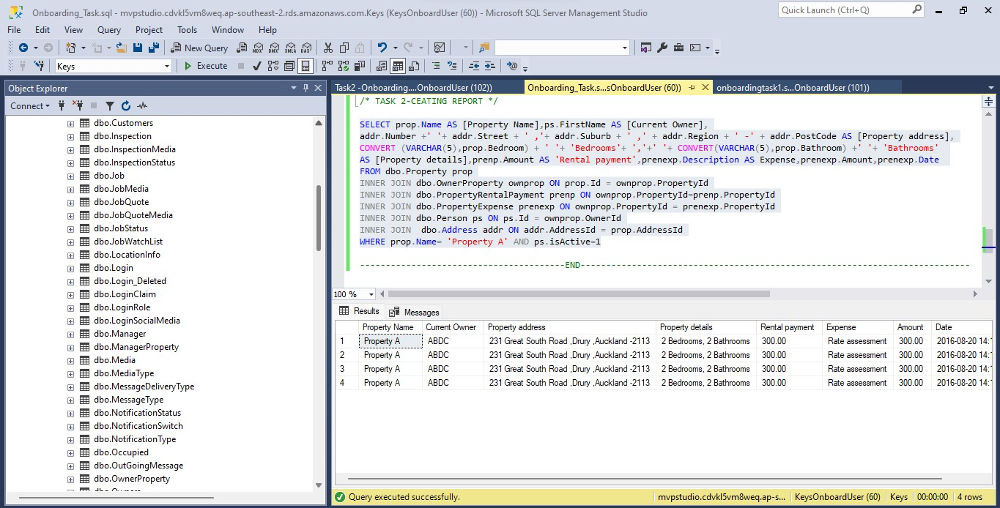 Onboarding_Task.sql - mvpstudio.cdvkl5vm8weq.ap-southeast-2.rds.amazonaws.com.Keys (KeysOnboardUser (60)) - Microsoft SQL Server Management Studio
Quick Launch (Ctrl+Q)
File Edit View Query Project Tools Window Help
New Query MDX DMX XMLA DAX
Keys Execute
Object Explorer
Connect
dbo.Customers
dbo.Inspection
dbo.InspectionMedia
dbo.InspectionStatus
dbo.Job
dbo.JobMedia
dbo.JobQuote
dbo.JobQuoteMedia
dbo.JobStatus
dbo.JobWatchList
dbo.LocationInfo
dbo.Login
dbo.Login_Deleted
dbo.LoginClaim
dbo.LoginRole
dbo.LoginSocialMedia
dbo.Manager
dbo.ManagerProperty
dbo.Media
dbo.MediaType
dbo.MessageDeliveryType
dbo.MessageType
dbo.NotificationStatus
dbo.NotificationSwitch
dbo.NotificationType
dbo.Occupied
dbo.OutGoingMessage
dbo.OwnerProperty
Task2 -Onboarding....OnboardUser (102)) Onboarding_Task.s...sOnboardUser (60)) onboardingtask1.s...OnboardUser (101))
/* TASK 2-CEATING REPORT */
SELECT prop.Name AS [Property Name],ps.FirstName AS [Current Owner],
addr.Number +' '+ addr.Street + ' ,'+ addr.Suburb + ' ,' + addr.Region + ' -' + addr.PostCode AS [Property address],
CONVERT (VARCHAR(5),prop.Bedroom) + ' '+ 'Bedrooms'+ ','+' '+ CONVERT(VARCHAR(5),prop.Bathroom) +' '+ 'Bathrooms'
AS [Property details],prenp.Amount AS 'Rental payment',prenexp.Description AS Expense,prenexp.Amount,prenexp.Date
FROM dbo.Property prop
INNER JOIN dbo.OwnerProperty ownprop ON prop.Id = ownprop.PropertyId
INNER JOIN dbo.PropertyRentalPayment prenp ON ownprop.PropertyId=prenp.PropertyId
INNER JOIN dbo.PropertyExpense prenexp ON ownprop.PropertyId = prenexp.PropertyId
INNER JOIN dbo.Person ps ON ps.Id = ownprop.OwnerId
INNER JOIN  dbo.Address addr ON addr.AddressId = prop.AddressId
WHERE prop.Name= 'Property A' AND ps.isActive=1
----------------------------------------END----------------------------------------------------------------------------
100 %
Results Messages
Property Name Current Owner Property address Property details Rental payment Expense Amount Date
1 Property A ABDC 231 Great South Road ,Drury ,Auckland -2113 2 Bedrooms, 2 Bathrooms 300.00 Rate assessment 300.00 2016-08-20 14:
2 Property A ABDC 231 Great South Road ,Drury ,Auckland -2113 2 Bedrooms, 2 Bathrooms 300.00 Rate assessment 300.00 2016-08-20 14:
3 Property A ABDC 231 Great South Road ,Drury ,Auckland -2113 2 Bedrooms, 2 Bathrooms 300.00 Rate assessment 300.00 2016-08-20 14:
4 Property A ABDC 231 Great South Road ,Drury ,Auckland -2113 2 Bedrooms, 2 Bathrooms 300.00 Rate assessment 300.00 2016-08-20 14:
Query executed successfully. mvpstudio.cdvkl5vm8weq.ap-s... KeysOnboardUser (60) Keys 00:00:00 4 rows